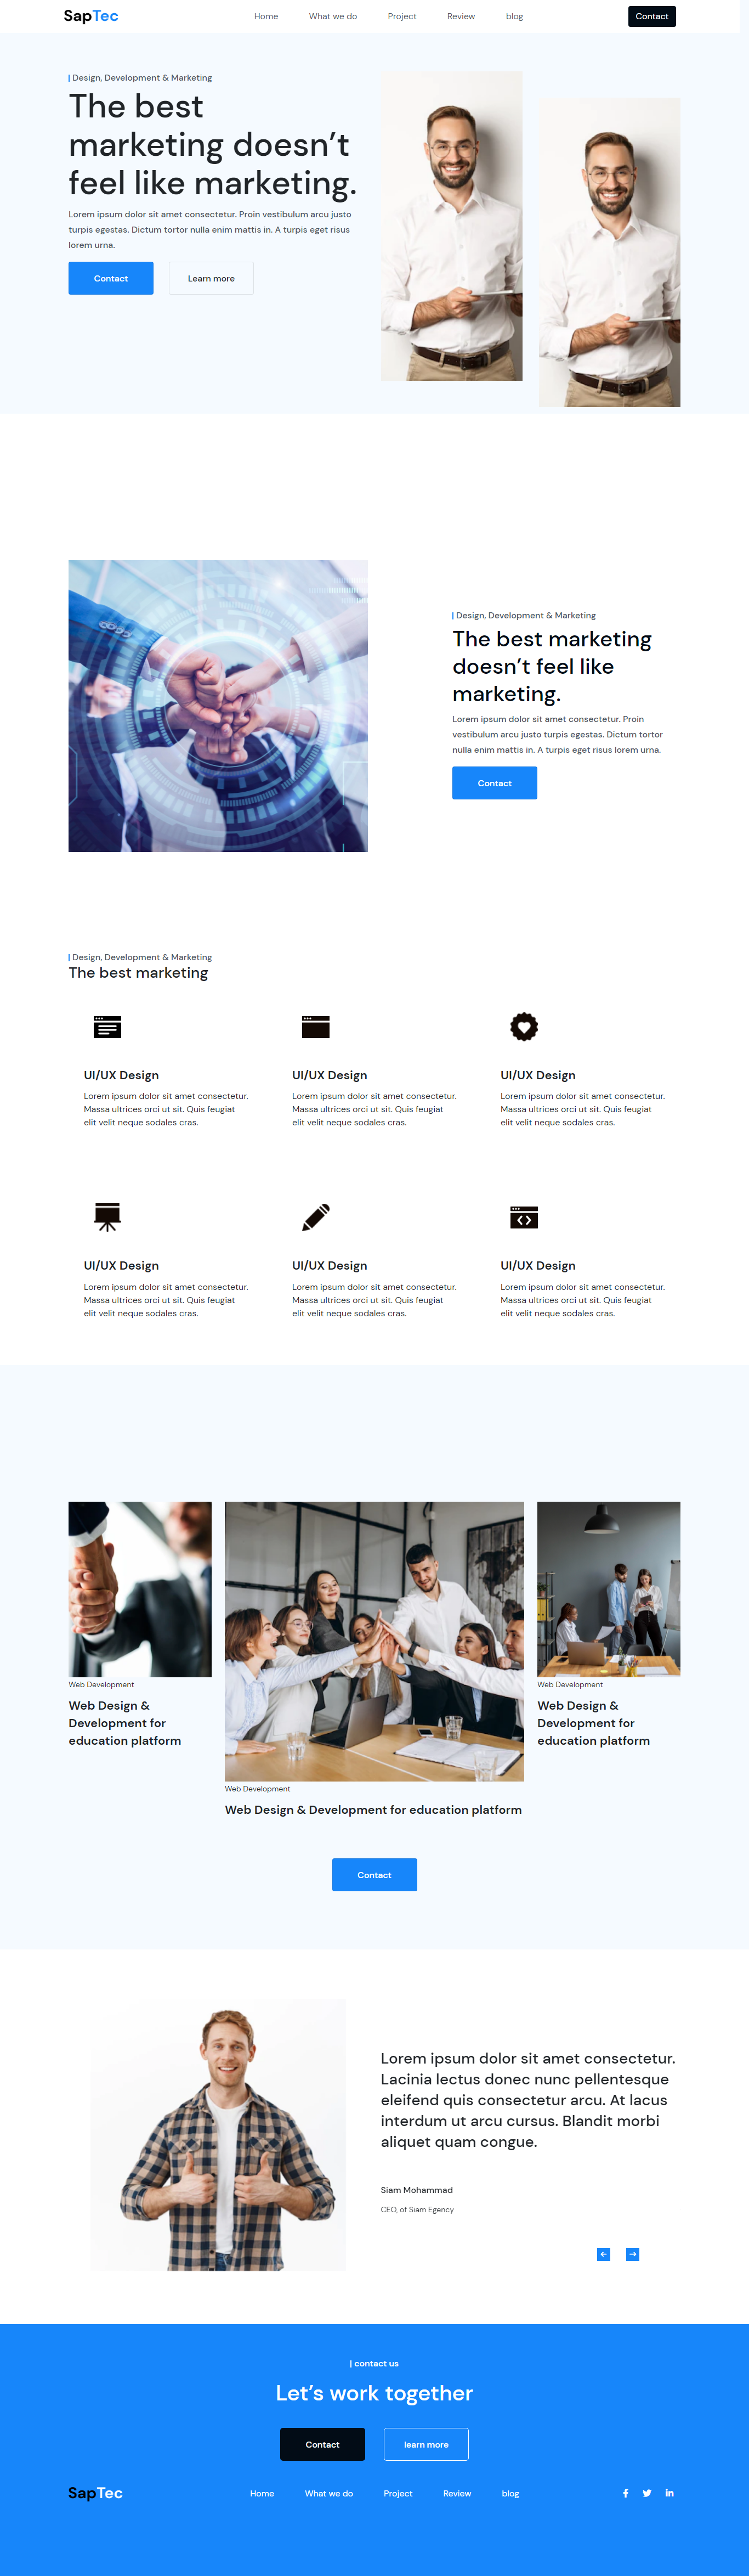 SapTec
Home
What we do
Project
Review
blog
Contact
| Design, Development & Marketing
The best
marketing doesn’t
feel like marketing.
Lorem ipsum dolor sit amet consectetur. Proin vestibulum arcu justo
turpis egestas. Dictum tortor nulla enim mattis in. A turpis eget risus
lorem urna.
Contact
Learn more
| Design, Development & Marketing
The best marketing
doesn’t feel like
marketing.
Lorem ipsum dolor sit amet consectetur. Proin
vestibulum arcu justo turpis egestas. Dictum tortor
nulla enim mattis in. A turpis eget risus lorem urna.
Contact
| Design, Development & Marketing
The best marketing
UI/UX Design
Lorem ipsum dolor sit amet consectetur.
Massa ultrices orci ut sit. Quis feugiat
elit velit neque sodales cras.
UI/UX Design
Lorem ipsum dolor sit amet consectetur.
Massa ultrices orci ut sit. Quis feugiat
elit velit neque sodales cras.
UI/UX Design
Lorem ipsum dolor sit amet consectetur.
Massa ultrices orci ut sit. Quis feugiat
elit velit neque sodales cras.
UI/UX Design
Lorem ipsum dolor sit amet consectetur.
Massa ultrices orci ut sit. Quis feugiat
elit velit neque sodales cras.
UI/UX Design
Lorem ipsum dolor sit amet consectetur.
Massa ultrices orci ut sit. Quis feugiat
elit velit neque sodales cras.
UI/UX Design
Lorem ipsum dolor sit amet consectetur.
Massa ultrices orci ut sit. Quis feugiat
elit velit neque sodales cras.
Web Development
Web Design &
Development for
education platform
Web Development
Web Design & Development for education platform
Web Development
Web Design &
Development for
education platform
Contact
Lorem ipsum dolor sit amet consectetur.
Lacinia lectus donec nunc pellentesque
eleifend quis consectetur arcu. At lacus
interdum ut arcu cursus. Blandit morbi
aliquet quam congue.
Siam Mohammad
CEO, of Siam Egency
| contact us
Let’s work together
Contact
learn more
SapTec
Home
What we do
Project
Review
blog